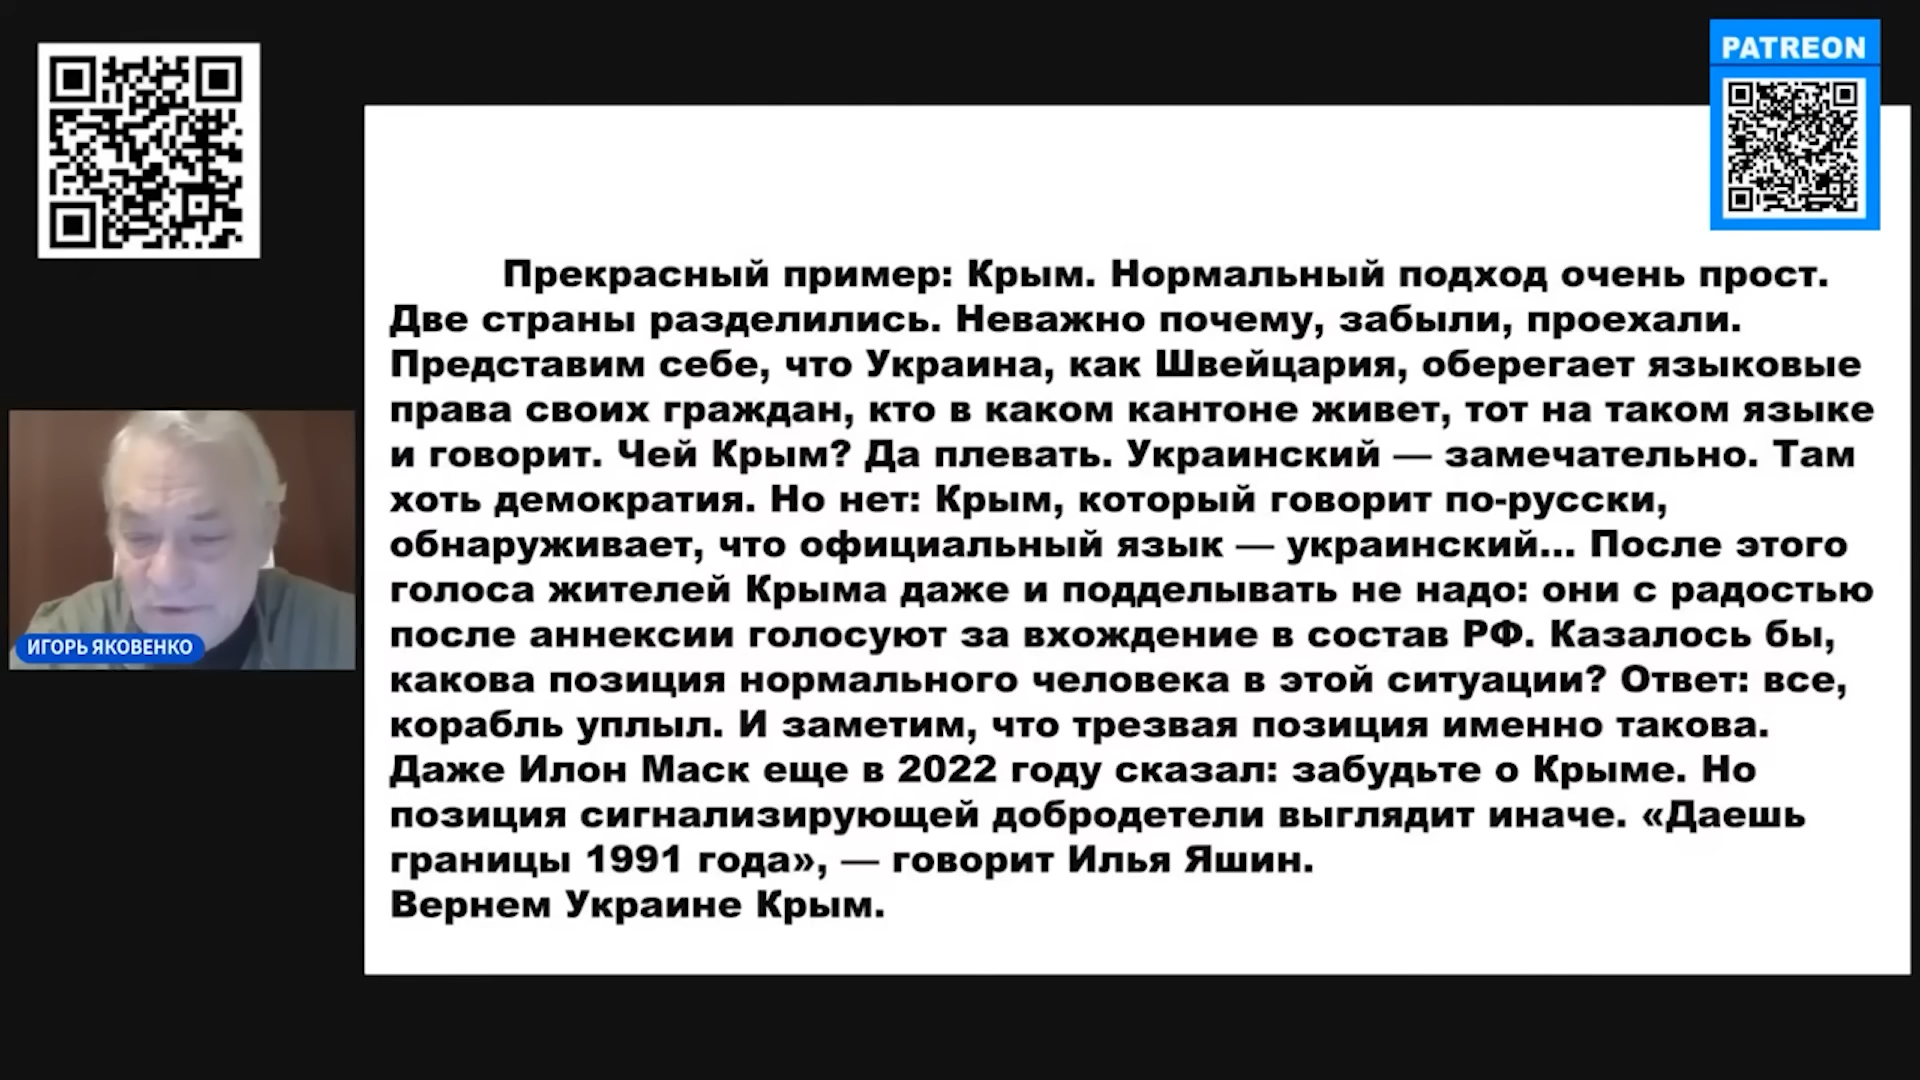 PATREON
Прекрасный пример: Крым. Нормальный подход очень прост.
Две страны разделились. Неважно почему, забыли, проехали.
Представим себе, что Украина, как Швейцария, оберегает языковые
права своих граждан, кто в каком кантоне живет, тот на таком языке
и говорит. Чей Крым? Да плевать. Украинский — замечательно. Там
хоть демократия. Но нет: Крым, который говорит по-русски,
обнаруживает, что официальный язык — украинский... После этого
голоса жителей Крыма даже и подделывать не надо: они с радостью
после аннексии голосуют за вхождение в состав РФ. Казалось бы,
какова позиция нормального человека в этой ситуации? Ответ: все,
корабль уплыл. И заметим, что трезвая позиция именно такова.
Даже Илон Маск еще в 2022 году сказал: забудьте о Крыме. Но
позиция сигнализирующей добродетели выглядит иначе. «Даешь
границы 1991 года», — говорит Илья Яшин.
Вернем Украине Крым.
ИГОРЬ ЯКОВЕНКО